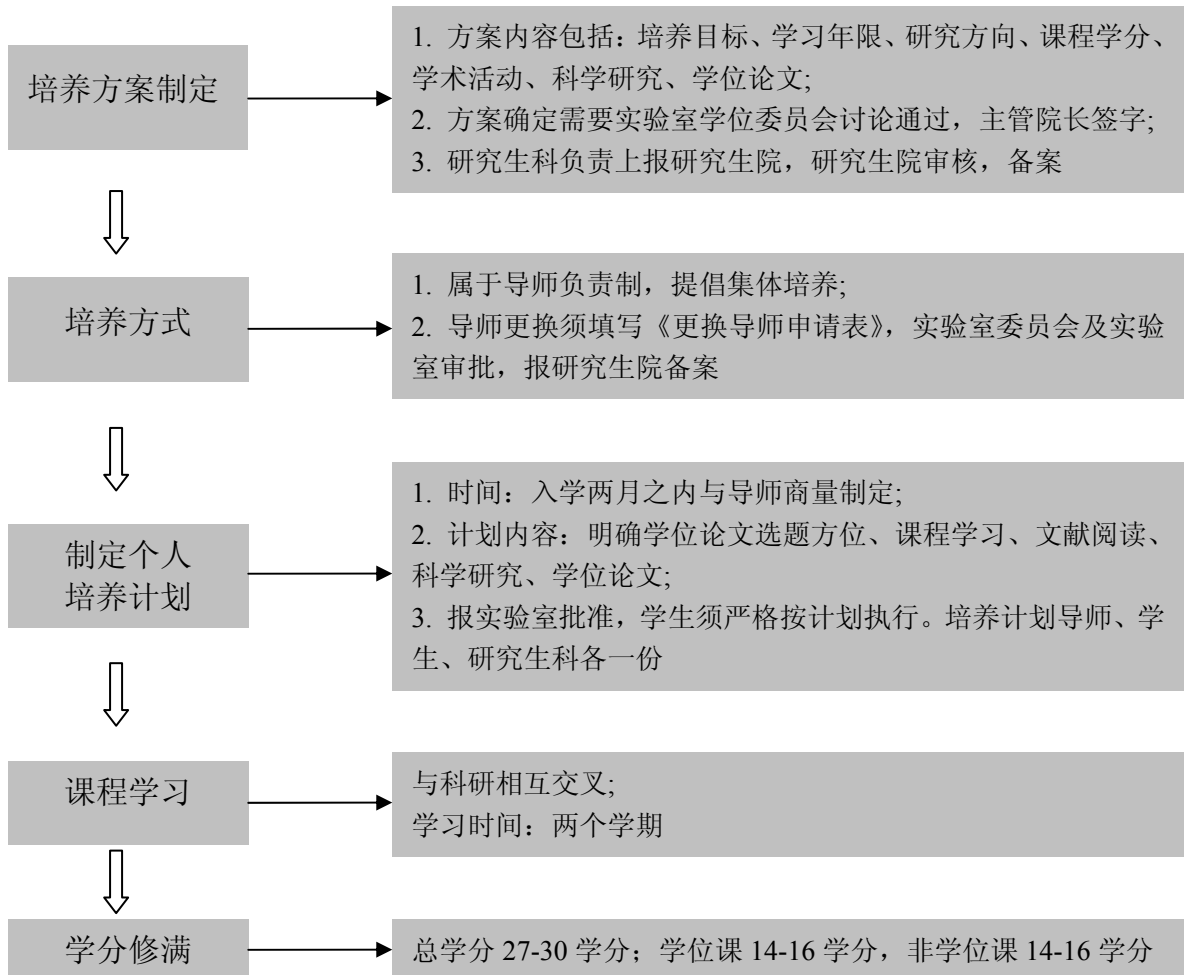 培养方案制定
1. 方案内容包括：培养目标、学习年限、研究方向、课程学分、
学术活动、科学研究、学位论文;
2. 方案确定需要实验室学位委员会讨论通过，主管院长签字;
3. 研究生科负责上报研究生院，研究生院审核，备案
培养方式
1. 属于导师负责制，提倡集体培养;
2. 导师更换须填写《更换导师申请表》，实验室委员会及实验
室审批，报研究生院备案
制定个人
培养计划
1. 时间：入学两月之内与导师商量制定;
2. 计划内容：明确学位论文选题方位、课程学习、文献阅读、
科学研究、学位论文;
3. 报实验室批准，学生须严格按计划执行。培养计划导师、学
生、研究生科各一份
课程学习
与科研相互交叉;
学习时间：两个学期
学分修满
总学分 27-30 学分；学位课 14-16 学分，非学位课 14-16 学分